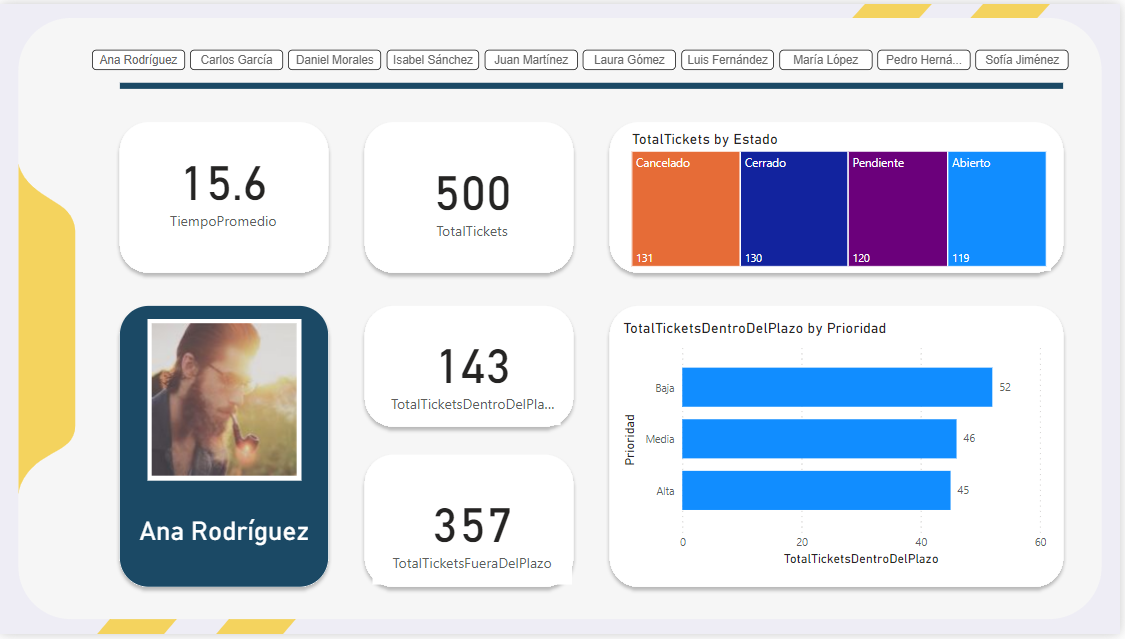 Ana Rodríguez Carlos García Daniel Morales Isabel Sánchez Juan Martínez Laura Gómez Luis Fernández María López Pedro Herná... Sofía Jiménez
15.6
TiempoPromedio
500
TotalTickets
TotalTickets by Estado
Cancelado Cerrado Pendiente Abierto
131 130 120 119
Ana Rodríguez
143
TotalTicketsDentroDelPla...
357
TotalTicketsFueraDelPlazo
TotalTicketsDentroDelPlazo by Prioridad
Prioridad
Baja 52
Media 46
Alta 45
0 20 40 60
TotalTicketsDentroDelPlazo